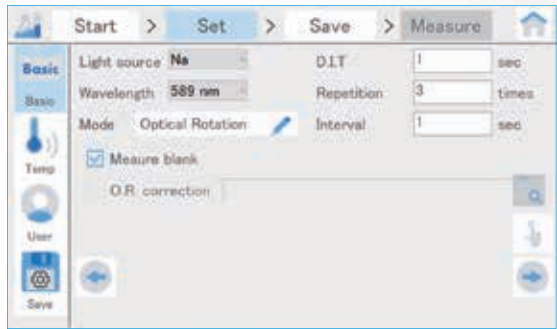 Start > Set > Save > Measure
Basic
Basic
Temp
User
Save
Light source Na
Wavelength 589 nm
Mode Optical Rotation
Measure blank
O.R. correction
D.I.T 1 sec
Repetition 3 times
Interval 1 sec